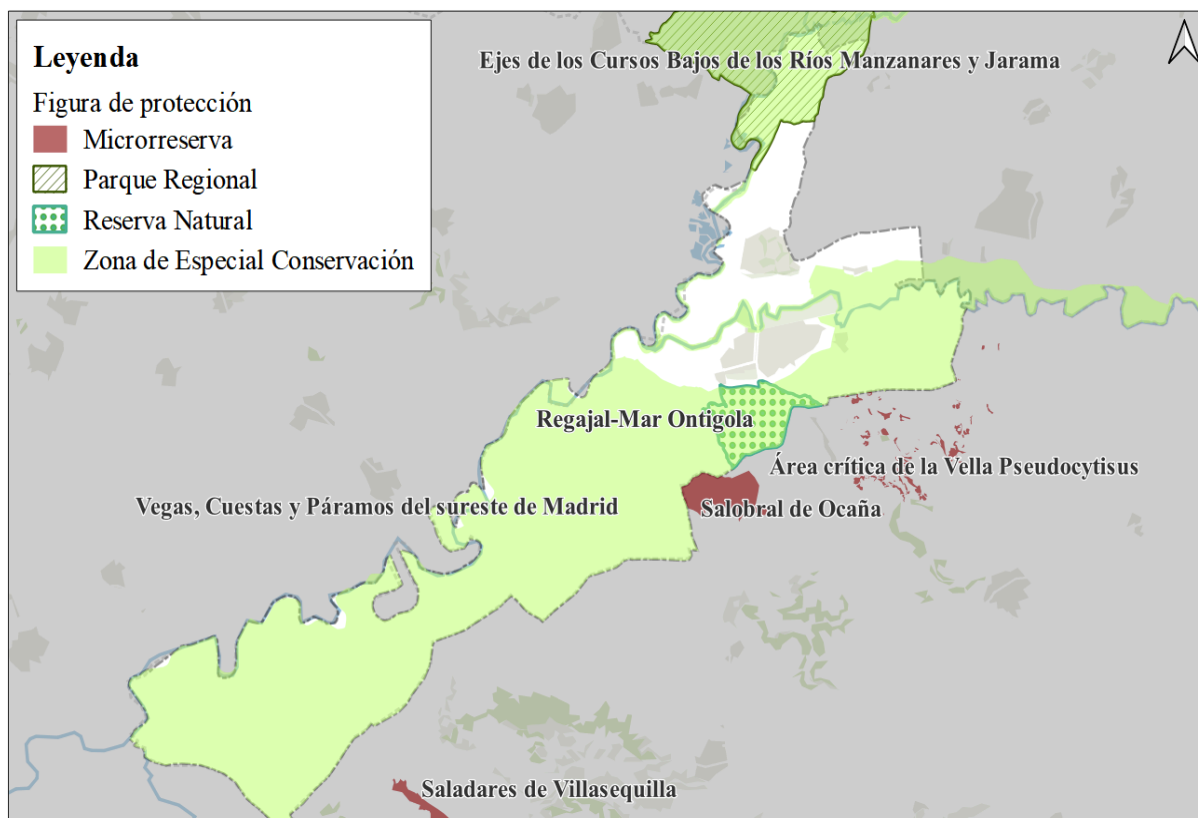 Leyenda
Figura de protección
Microrreserva
Parque Regional
Reserva Natural
Zona de Especial Conservación
Ejes de los Cursos Bajos de los Ríos Manzanares y Jarama
Regajal-Mar Ontigola
Área crítica de la Vella Pseudocytisus
Vegas, Cuestas y Páramos del sureste de Madrid
Salobral de Ocaña
Saladares de Villasequilla